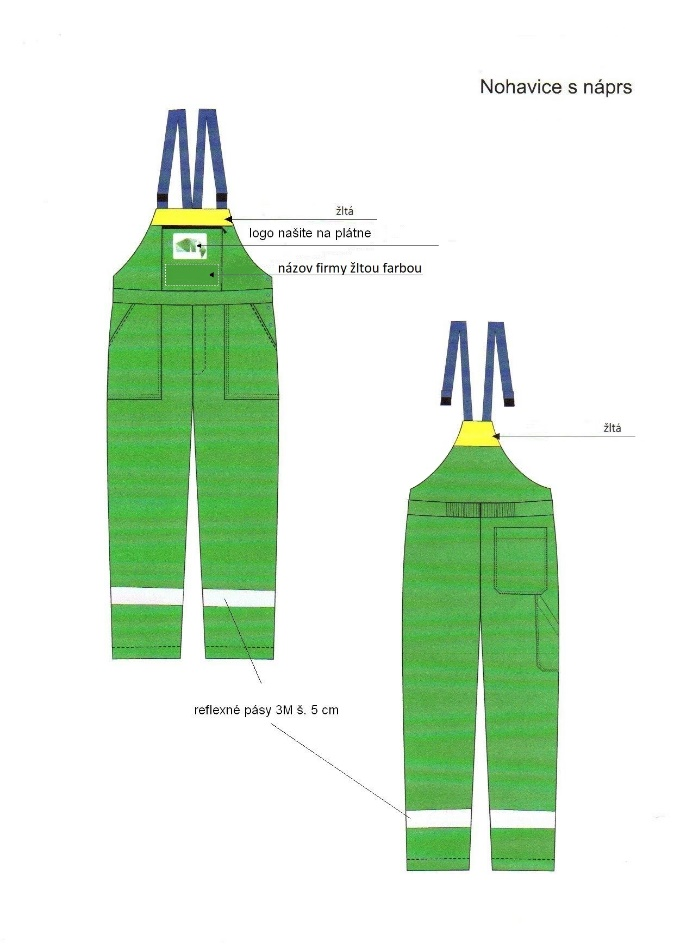 Nohavice s náprs
žltá
logo našite na plátne
názov firmy žltou farbou
žltá
reflexné pásy 3M š. 5 cm